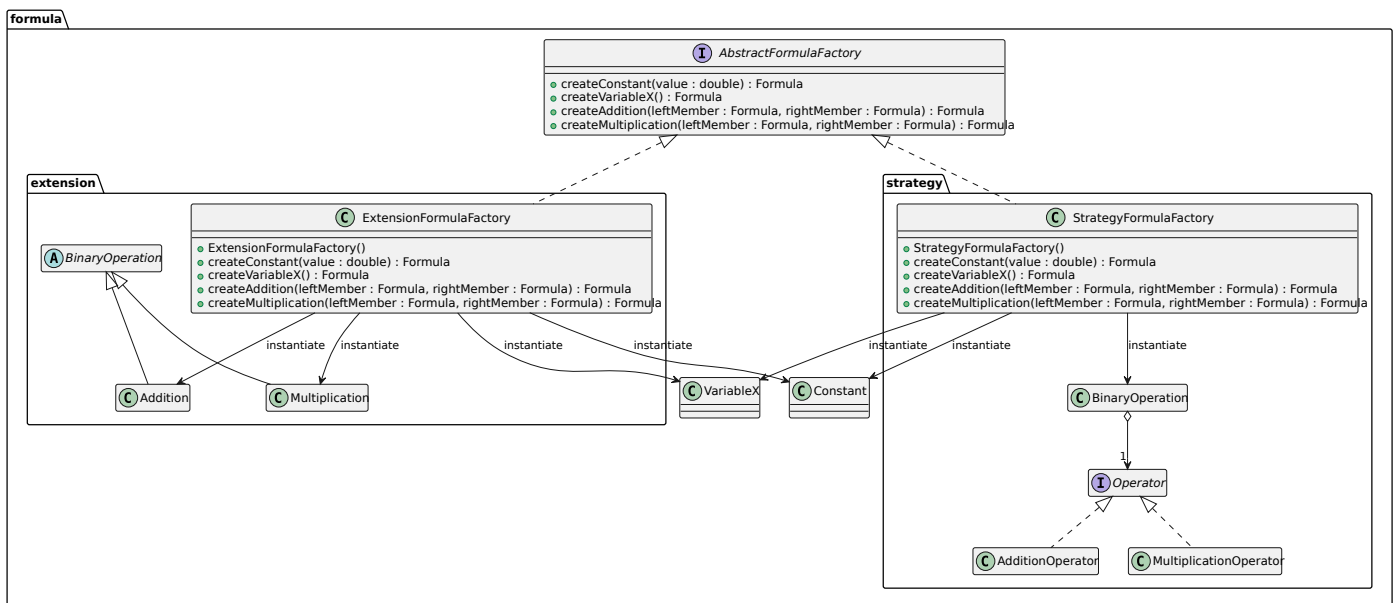 formula
I AbstractFormulaFactory
createConstant(value : double) : Formula
createVariableX() : Formula
createAddition(leftMember : Formula, rightMember : Formula) : Formula
createMultiplication(leftMember : Formula, rightMember : Formula) : Formula
extension
C ExtensionFormulaFactory
ExtensionFormulaFactory()
createConstant(value : double) : Formula
createVariableX() : Formula
createAddition(leftMember : Formula, rightMember : Formula) : Formula
createMultiplication(leftMember : Formula, rightMember : Formula) : Formula
A BinaryOperation
instantiate
instantiate
instantiate
instantiate
C Addition
C Multiplication
C VariableX
C Constant
strategy
C StrategyFormulaFactory
StrategyFormulaFactory()
createConstant(value : double) : Formula
createVariableX() : Formula
createAddition(leftMember : Formula, rightMember : Formula) : Formula
createMultiplication(leftMember : Formula, rightMember : Formula) : Formula
instantiate
instantiate
instantiate
C BinaryOperation
1
I Operator
C AdditionOperator
C MultiplicationOperator